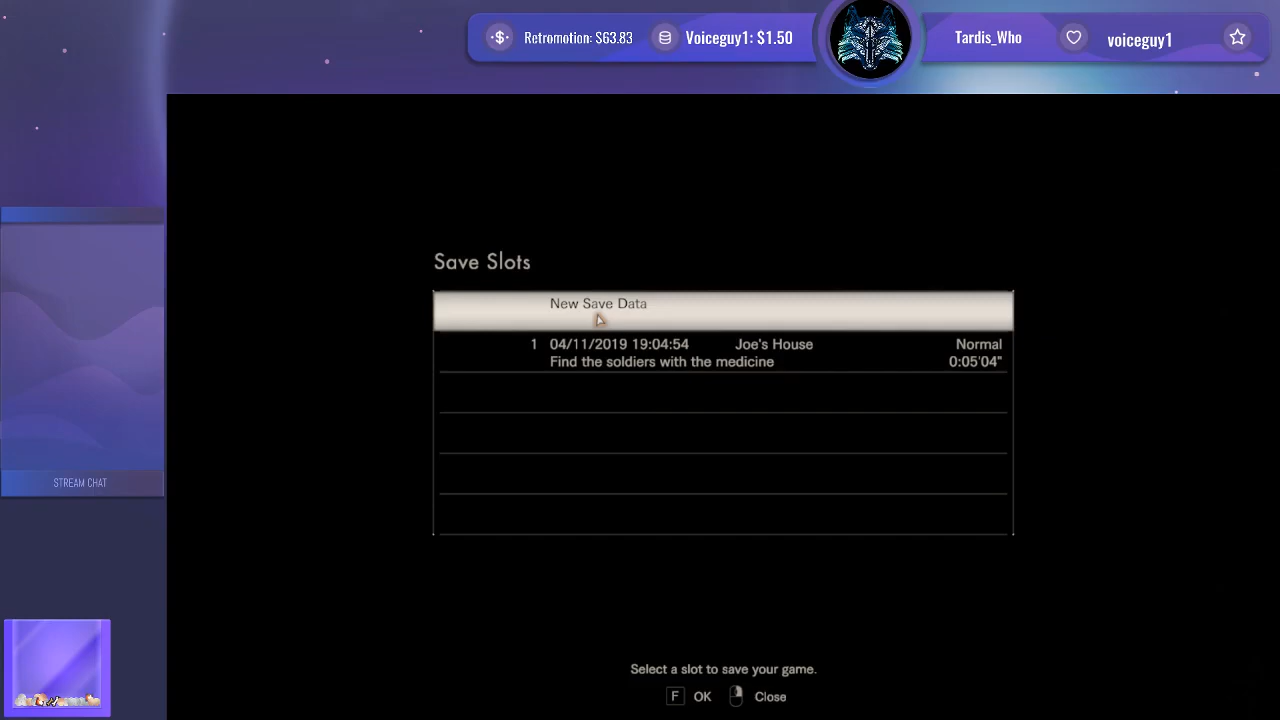 Retromotion: $63.83
Voiceguy1: $1.50
Tardis_Who
voiceguy1
Save Slots
New Save Data
1 04/11/2019 19:04:54 Joe's House Normal
Find the soldiers with the medicine 0:05'04"
STREAM CHAT
Select a slot to save your game.
F OK Close